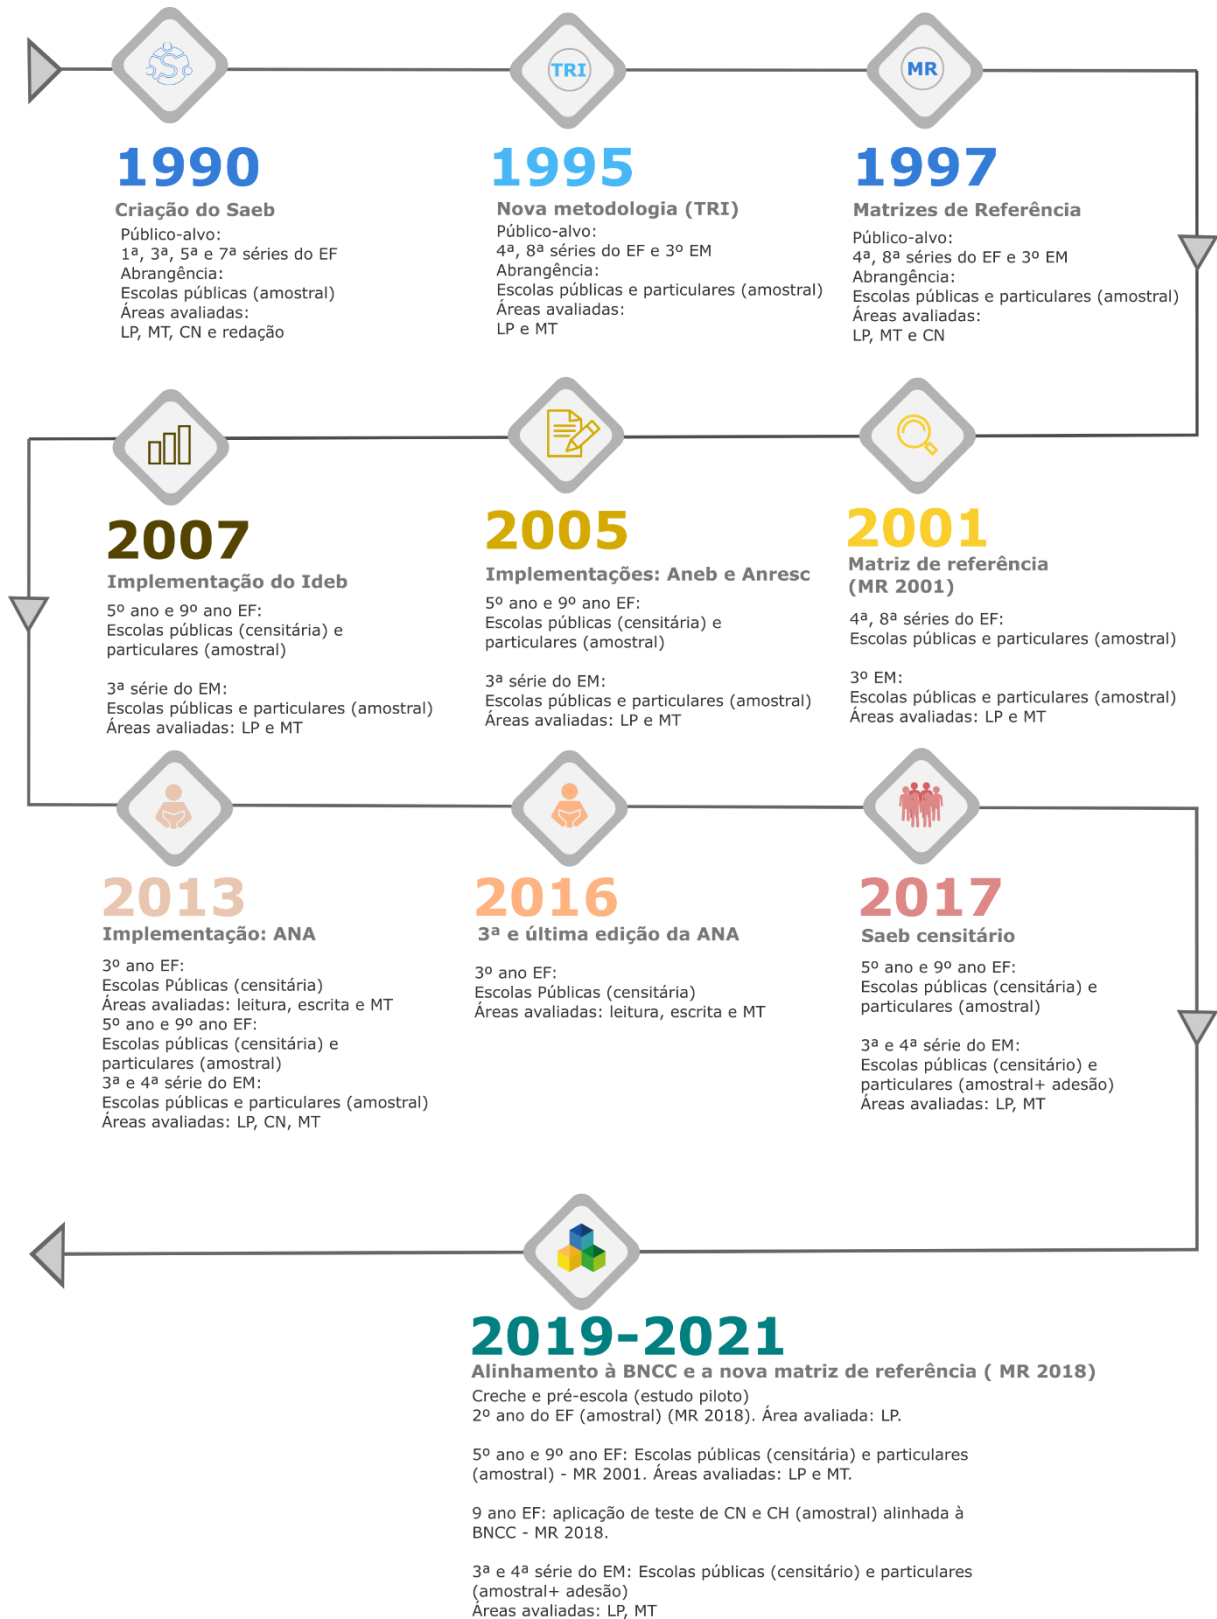 TRI
MR
1990
Criação do Saeb
Público-alvo:
1ª, 3ª, 5ª e 7ª séries do EF
Abrangência:
Escolas públicas (amostral)
Áreas avaliadas:
LP, MT, CN e redação
1995
Nova metodologia (TRI)
Público-alvo:
4ª, 8ª séries do EF e 3º EM
Abrangência:
Escolas públicas e particulares (amostral)
Áreas avaliadas:
LP e MT
1997
Matrizes de Referência
Público-alvo:
4ª, 8ª séries do EF e 3º EM
Abrangência:
Escolas públicas e particulares (amostral)
Áreas avaliadas:
LP, MT e CN
2007
Implementação do Ideb
5º ano e 9º ano EF:
Escolas públicas (censitária) e
particulares (amostral)
3ª série do EM:
Escolas públicas e particulares (amostral)
Áreas avaliadas: LP e MT
2005
Implementações: Aneb e Anresc
5º ano e 9º ano EF:
Escolas públicas (censitária) e
particulares (amostral)
3ª série do EM:
Escolas públicas e particulares (amostral)
Áreas avaliadas: LP e MT
2001
Matriz de referência
(MR 2001)
4ª, 8ª séries do EF:
Escolas públicas e particulares (amostral)
3º EM:
Escolas públicas e particulares (amostral)
Áreas avaliadas: LP e MT
2013
Implementação: ANA
3º ano EF:
Escolas Públicas (censitária)
Áreas avaliadas: leitura, escrita e MT
5º ano e 9º ano EF:
Escolas públicas (censitária) e
particulares (amostral)
3ª e 4ª série do EM:
Escolas públicas e particulares (amostral)
Áreas avaliadas: LP, CN, MT
2016
3ª e última edição da ANA
3º ano EF:
Escolas Públicas (censitária)
Áreas avaliadas: leitura, escrita e MT
2017
Saeb censitário
5º ano e 9º ano EF:
Escolas públicas (censitária) e
particulares (amostral)
3ª e 4ª série do EM:
Escolas públicas (censitário) e
particulares (amostral+ adesão)
Áreas avaliadas: LP, MT
2019-2021
Alinhamento à BNCC e a nova matriz de referência ( MR 2018)
Creche e pré-escola (estudo piloto)
2º ano do EF (amostral) (MR 2018). Área avaliada: LP.
5º ano e 9º ano EF: Escolas públicas (censitária) e particulares
(amostral) - MR 2001. Áreas avaliadas: LP e MT.
9 ano EF: aplicação de teste de CN e CH (amostral) alinhada à
BNCC - MR 2018.
3ª e 4ª série do EM: Escolas públicas (censitário) e particulares
(amostral+ adesão)
Áreas avaliadas: LP, MT